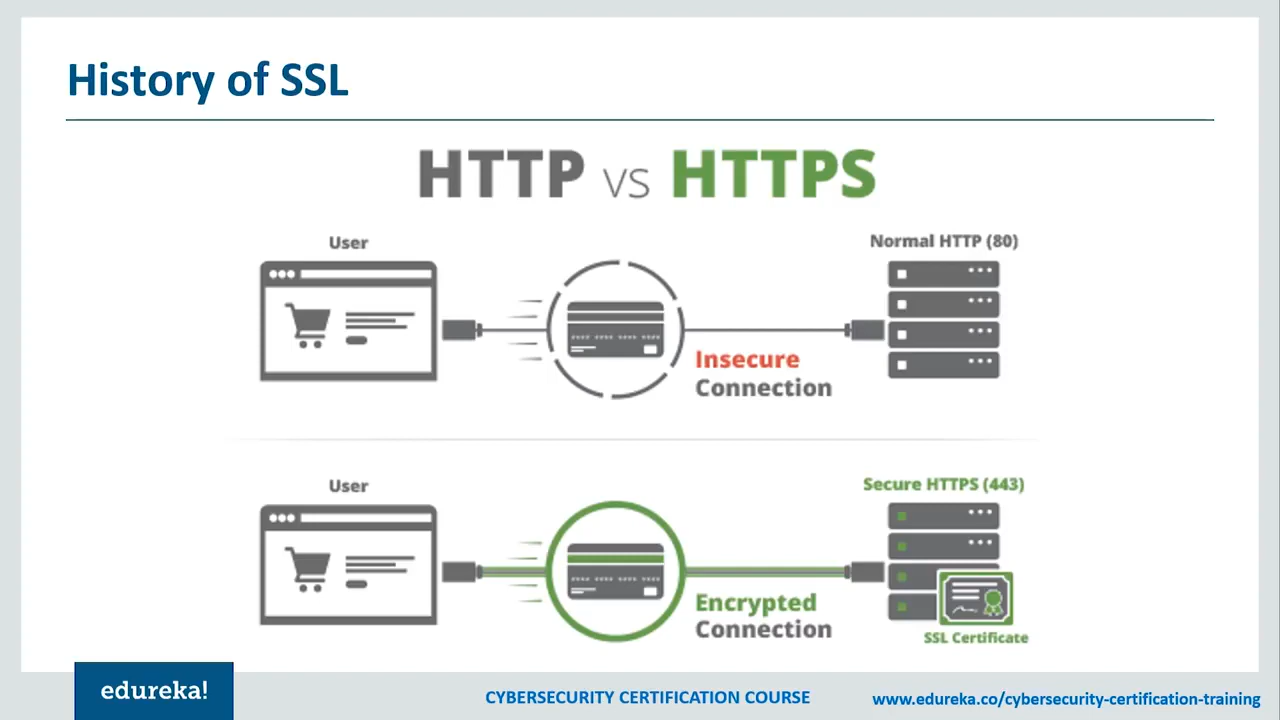 History of SSL
HTTP vs HTTPS
User
Normal HTTP (80)
Insecure
Connection
User
Secure HTTPS (443)
Encrypted
Connection
SSL Certificate
edureka!
CYBERSECURITY CERTIFICATION COURSE
www.edureka.co/cybersecurity-certification-training